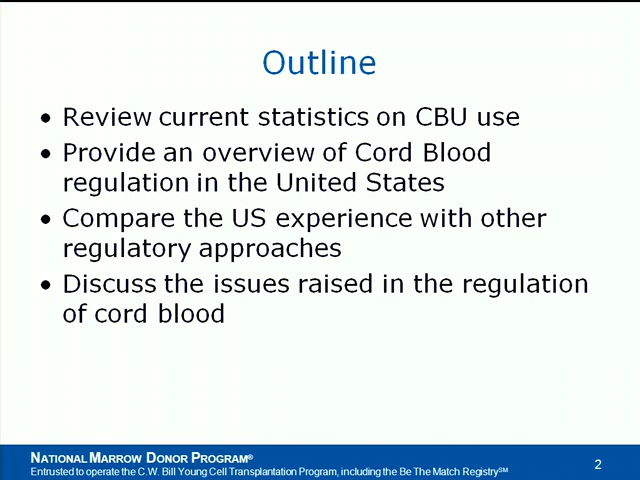 Outline
• Review current statistics on CBU use
• Provide an overview of Cord Blood
regulation in the United States
• Compare the US experience with other
regulatory approaches
• Discuss the issues raised in the regulation
of cord blood
NATIONAL MARROW DONOR PROGRAM®
Entrusted to operate the C.W. Bill Young Cell Transplantation Program, including the Be The Match Registry℠
2